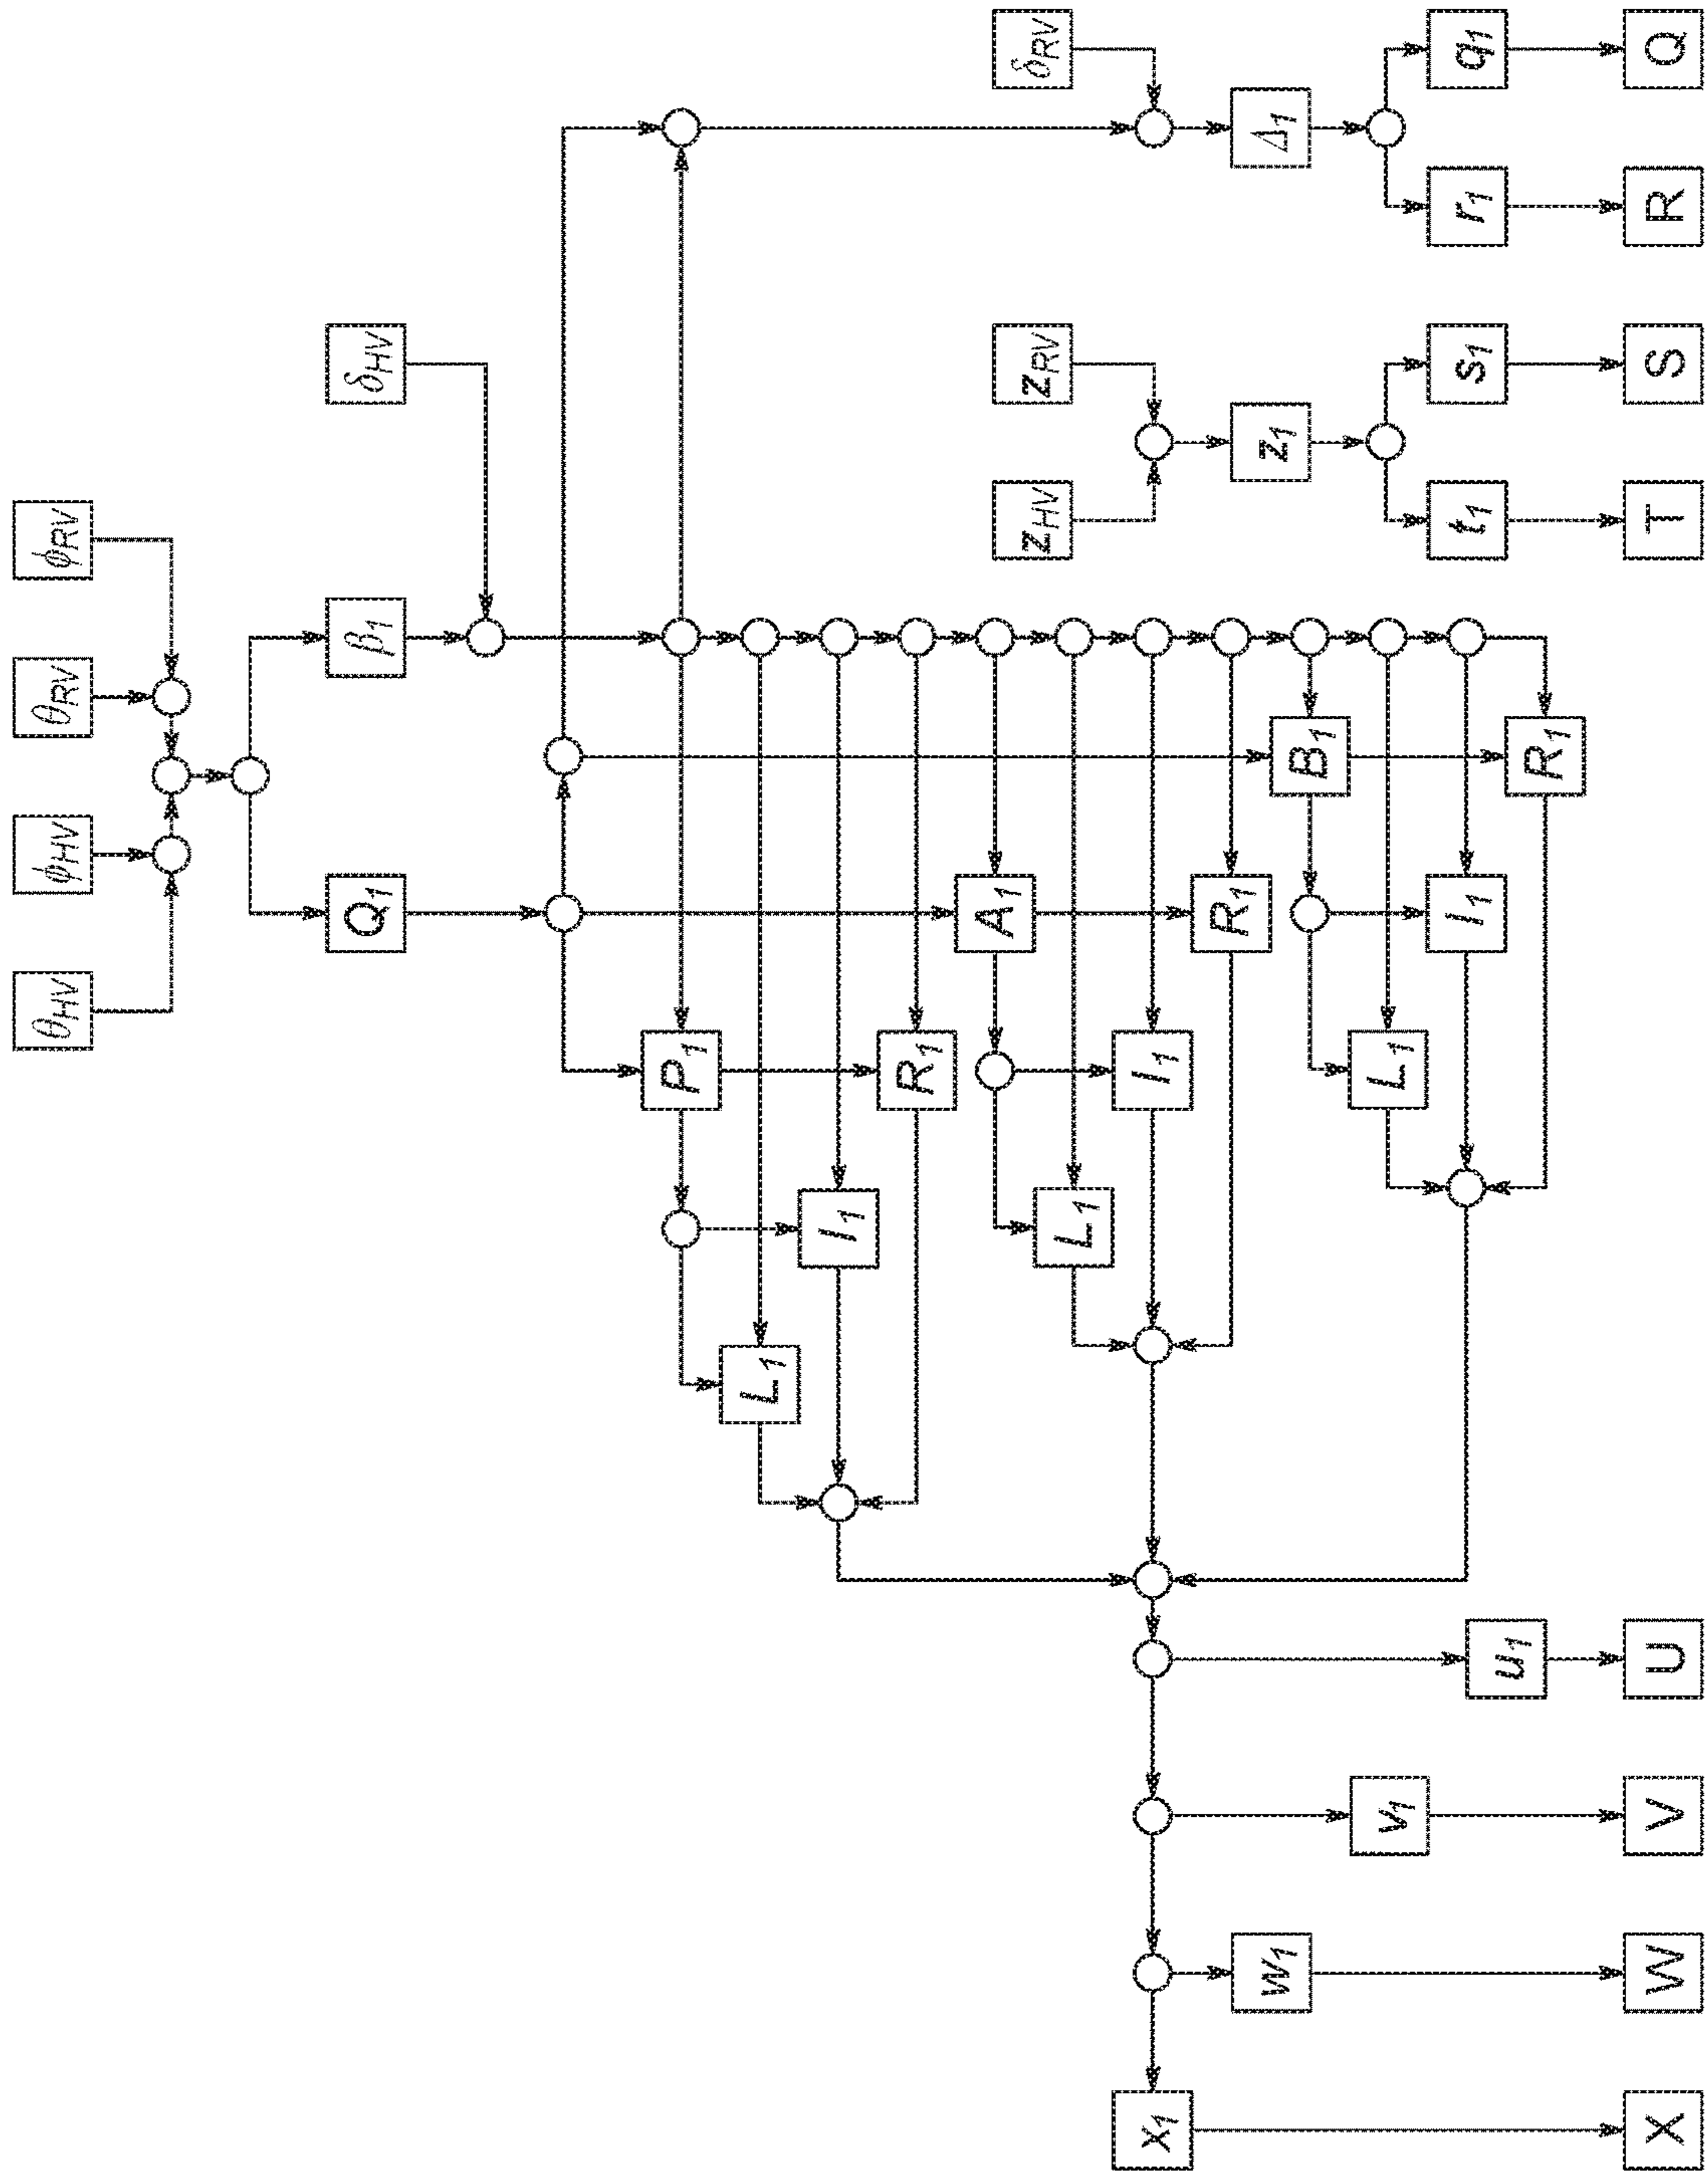 θHV
φHV
θRV
φRV
Q1
β1
δHV
P1
L1
I1
R1
A1
zHV
zRV
δRV
L1
x1
I1
R1
w1
z1
Δ1
B1
v1
L1
I1
t1
s1
r1
q1
u1
R1
X
W
V
U
T
S
R
Q